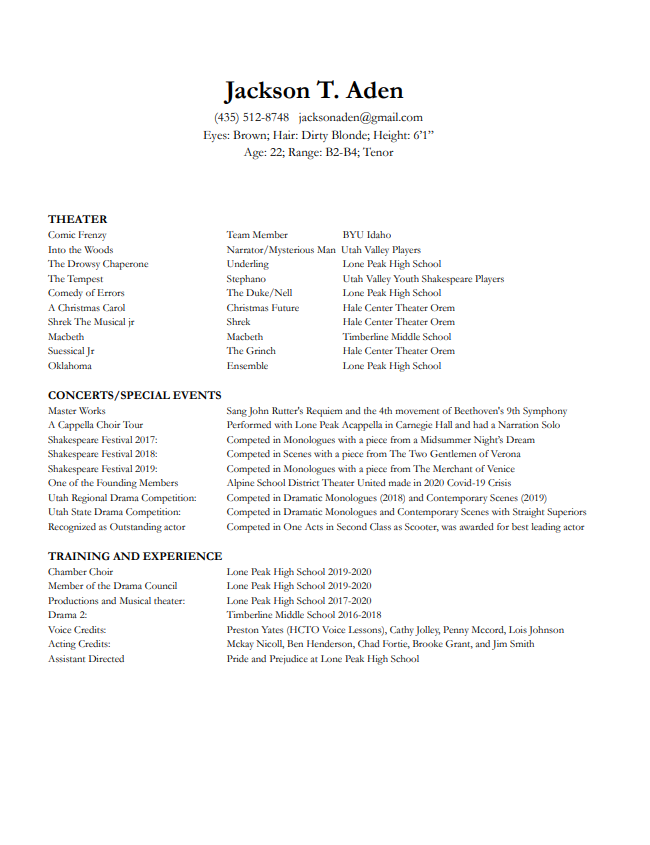 Jackson T. Aden
(435) 512-8748 jacksonaden@gmail.com
Eyes: Brown; Hair: Dirty Blonde; Height: 6’1”
Age: 22; Range: B2-B4; Tenor
THEATER
Comic Frenzy Team Member BYU Idaho
Into the Woods Narrator/Mysterious Man Utah Valley Players
The Drowsy Chaperone Underling Lone Peak High School
The Tempest Stephano Utah Valley Youth Shakespeare Players
Comedy of Errors The Duke/Nell Lone Peak High School
A Christmas Carol Christmas Future Hale Center Theater Orem
Shrek The Musical jr Shrek Hale Center Theater Orem
Macbeth Macbeth Timberline Middle School
Suessical Jr The Grinch Hale Center Theater Orem
Oklahoma Ensemble Lone Peak High School
CONCERTS/SPECIAL EVENTS
Master Works Sang John Rutter's Requiem and the 4th movement of Beethoven's 9th Symphony
A Cappella Choir Tour Performed with Lone Peak Acappella in Carnegie Hall and had a Narration Solo
Shakespeare Festival 2017: Competed in Monologues with a piece from a Midsummer Night’s Dream
Shakespeare Festival 2018: Competed in Scenes with a piece from The Two Gentlemen of Verona
Shakespeare Festival 2019: Competed in Monologues with a piece from The Merchant of Venice
One of the Founding Members Alpine School District Theater United made in 2020 Covid-19 Crisis
Utah Regional Drama Competition: Competed in Dramatic Monologues (2018) and Contemporary Scenes (2019)
Utah State Drama Competition: Competed in Dramatic Monologues and Contemporary Scenes with Straight Superiors
Recognized as Outstanding actor Competed in One Acts in Second Class as Scooter, was awarded for best leading actor
TRAINING AND EXPERIENCE
Chamber Choir Lone Peak High School 2019-2020
Member of the Drama Council Lone Peak High School 2019-2020
Productions and Musical theater: Lone Peak High School 2017-2020
Drama 2: Timberline Middle School 2016-2018
Voice Credits: Preston Yates (HCTO Voice Lessons), Cathy Jolley, Penny Mccord, Lois Johnson
Acting Credits: Mckay Nicoll, Ben Henderson, Chad Fortie, Brooke Grant, and Jim Smith
Assistant Directed Pride and Prejudice at Lone Peak High School